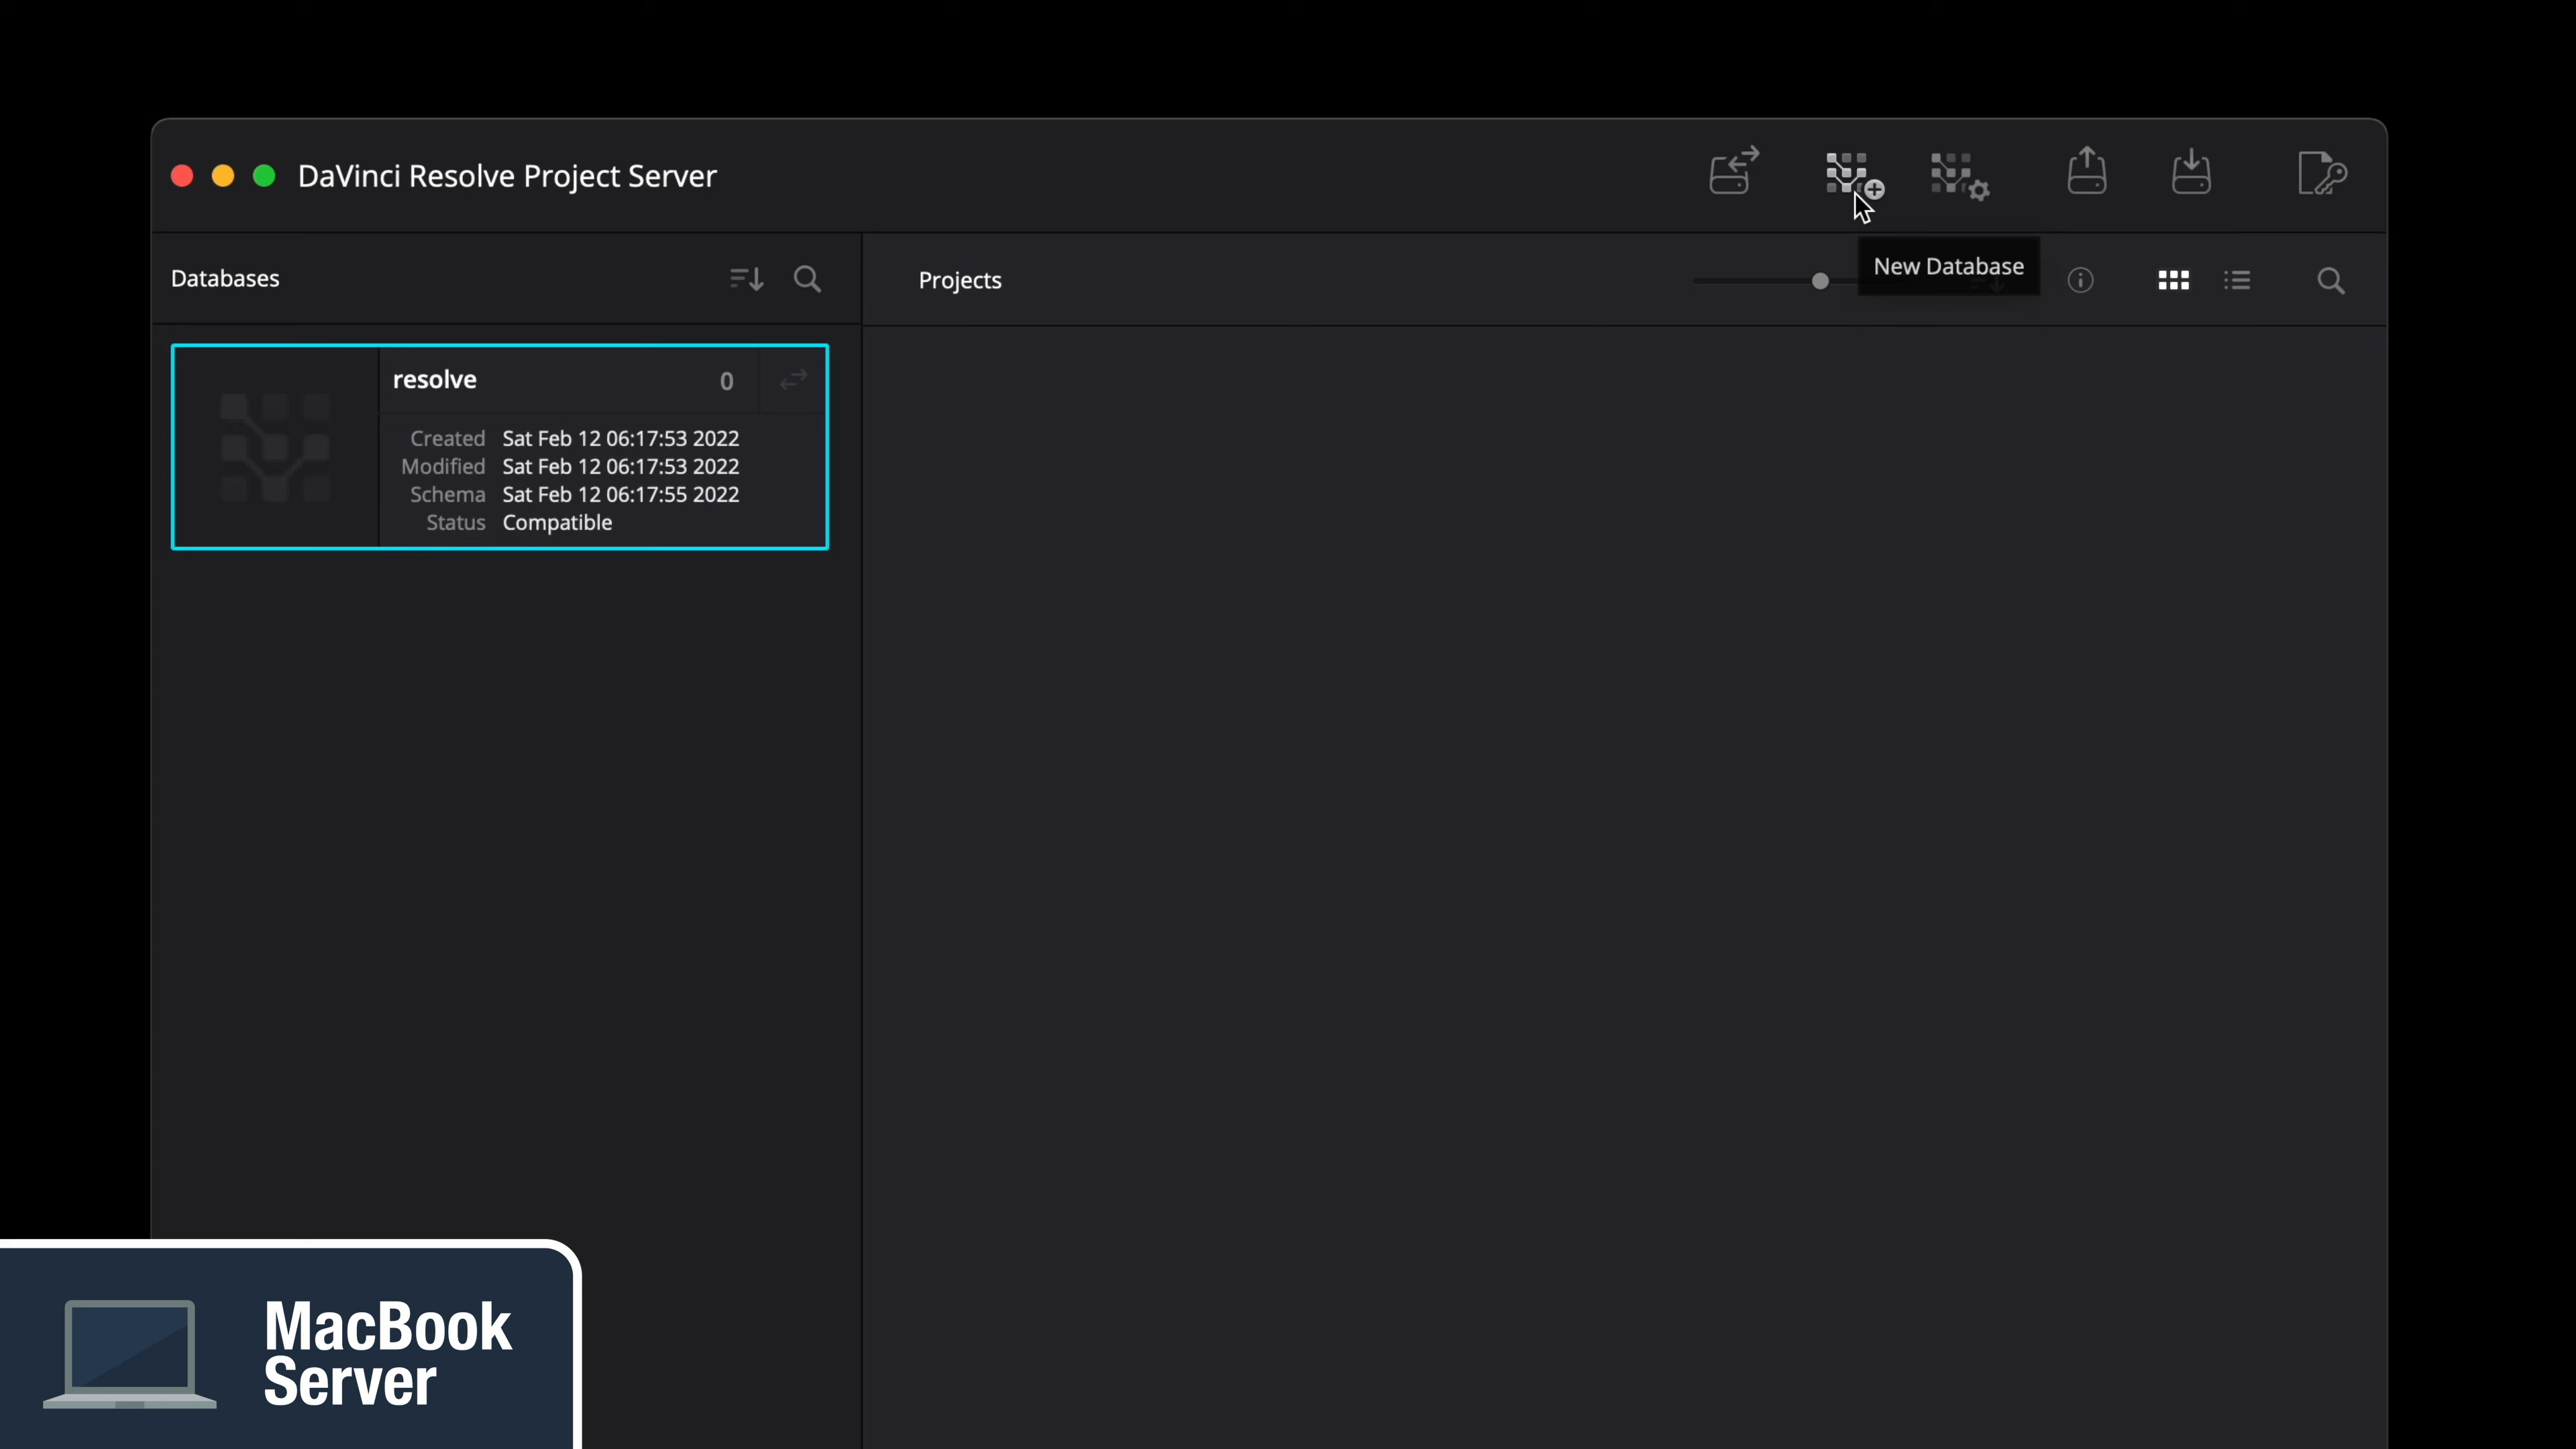 DaVinci Resolve Project Server
New Database
Databases
Projects
resolve 0
Created Sat Feb 12 06:17:53 2022
Modified Sat Feb 12 06:17:53 2022
Schema Sat Feb 12 06:17:55 2022
Status Compatible
MacBook
Server